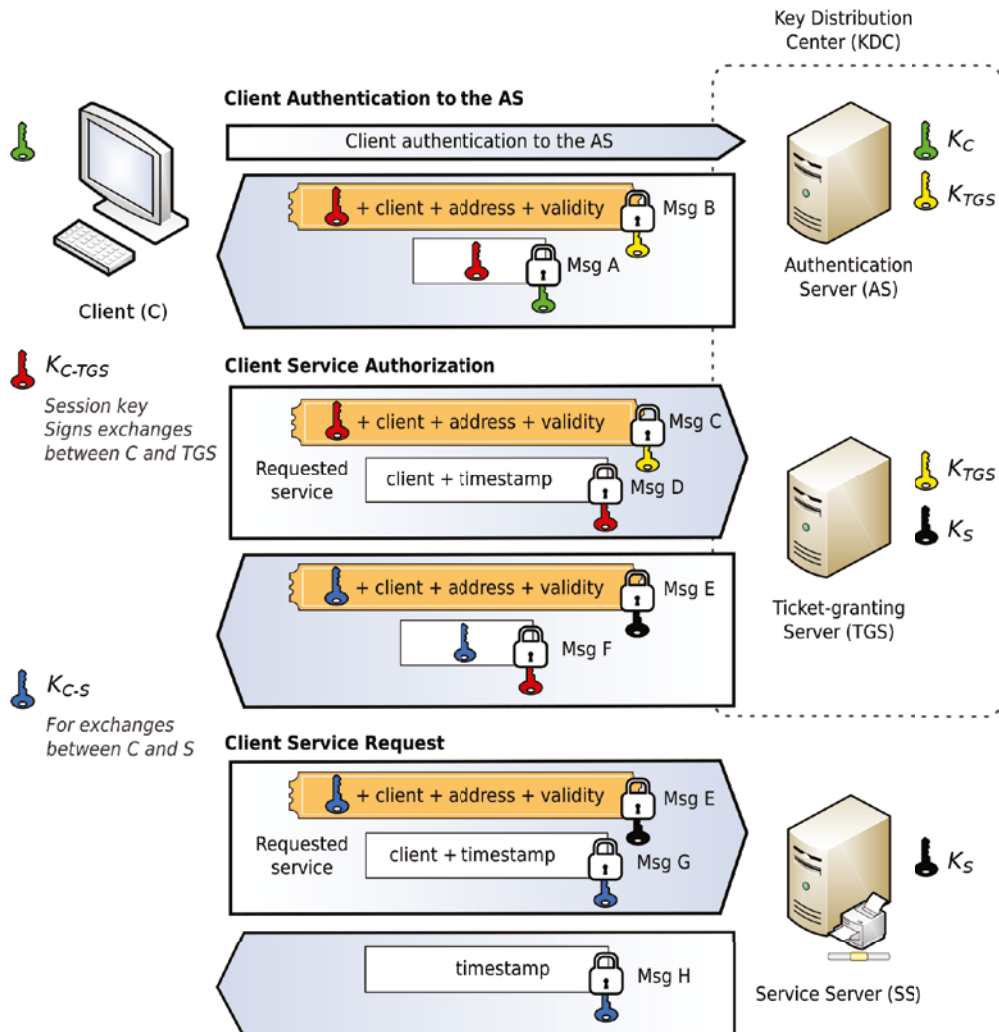 Key Distribution
Center (KDC)
Client Authentication to the AS
Client authentication to the AS
K_C
+ client + address + validity
Msg B
K_TGS
Msg A
Authentication
Server (AS)
Client (C)
K_C-TGS
Client Service Authorization
Session key
Signs exchanges
between C and TGS
+ client + address + validity
Msg C
Requested
service
client + timestamp
Msg D
K_TGS
K_S
+ client + address + validity
Msg E
Ticket-granting
Server (TGS)
Msg F
K_C-S
For exchanges
between C and S
Client Service Request
+ client + address + validity
Msg E
Requested
service
client + timestamp
Msg G
K_S
timestamp
Msg H
Service Server (SS)